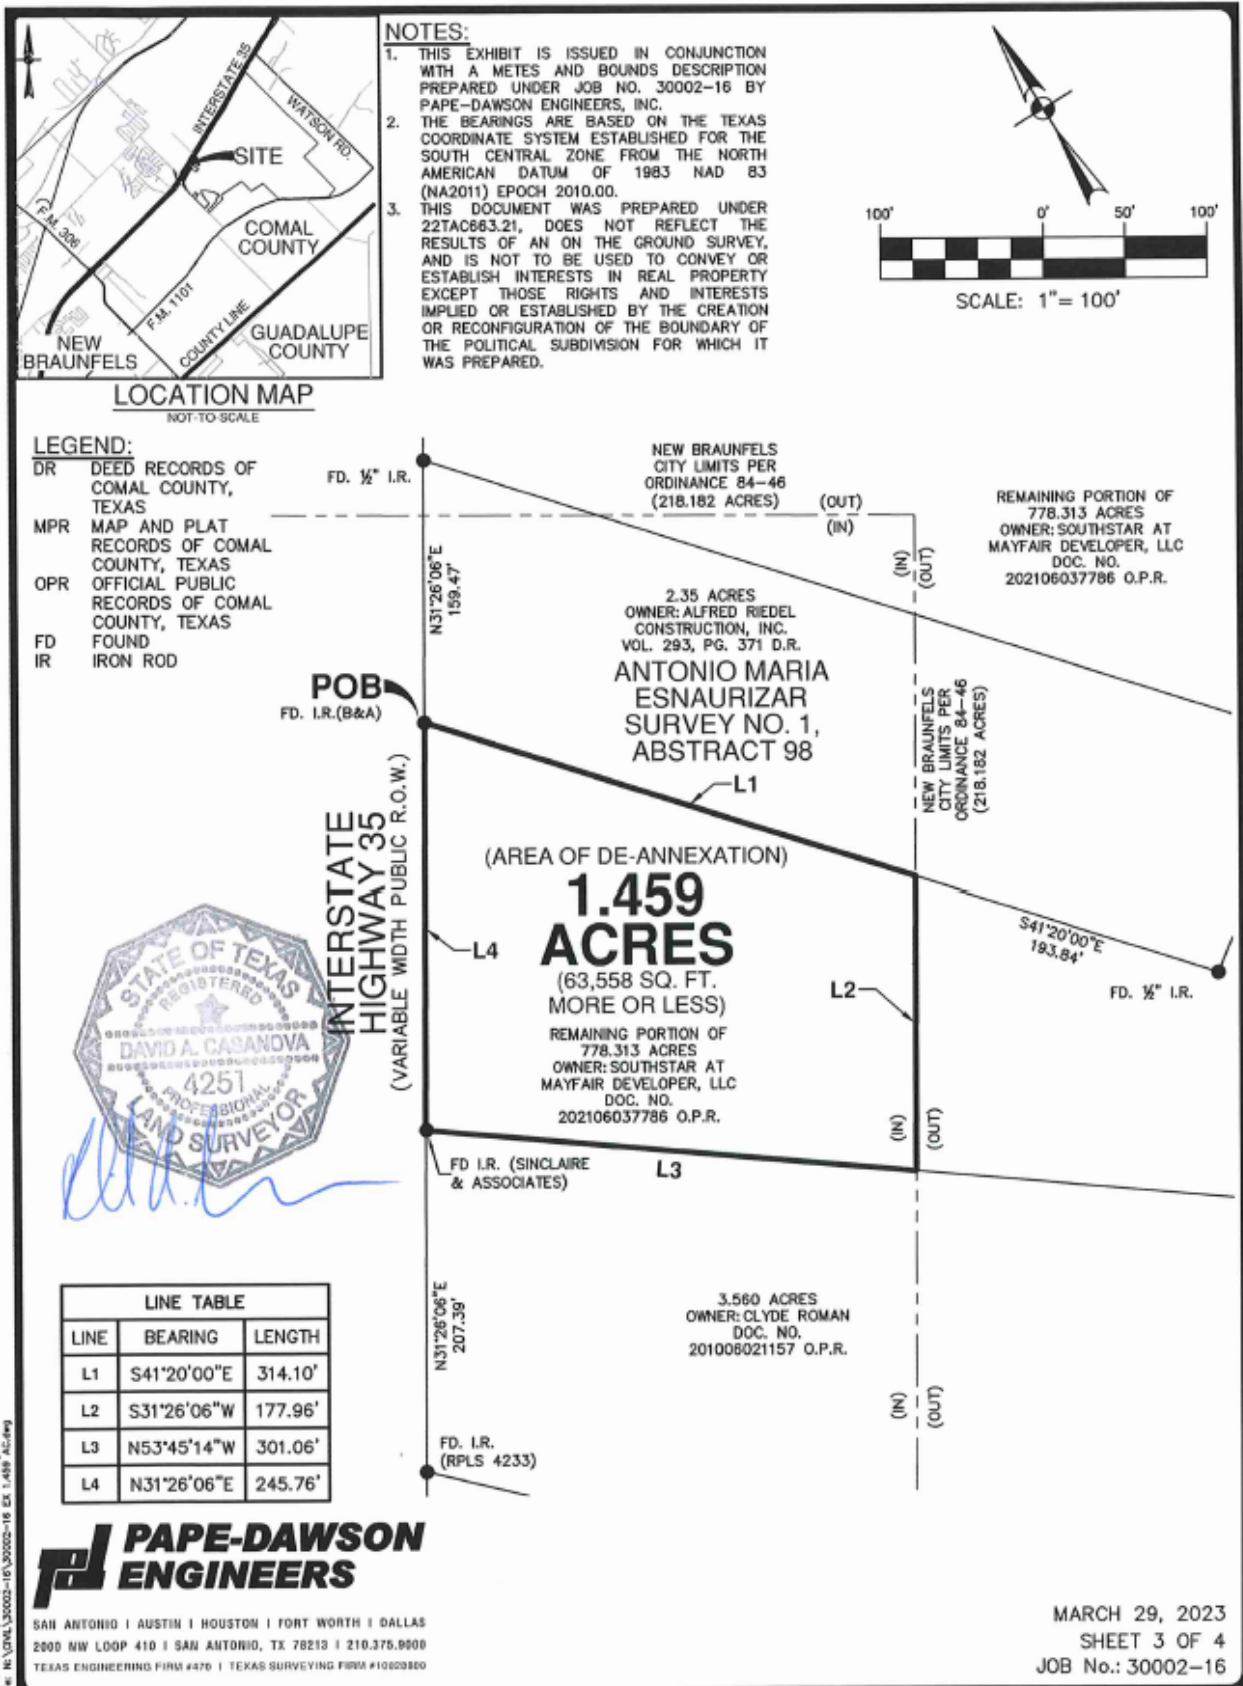 NOTES:
1. THIS EXHIBIT IS ISSUED IN CONJUNCTION
WITH A METES AND BOUNDS DESCRIPTION
PREPARED UNDER JOB NO. 30002-16 BY
PAPE-DAWSON ENGINEERS, INC.
2. THE BEARINGS ARE BASED ON THE TEXAS
COORDINATE SYSTEM ESTABLISHED FOR THE
SOUTH CENTRAL ZONE FROM THE NORTH
AMERICAN DATUM OF 1983 NAD 83
(NA2011) EPOCH 2010.00.
3. THIS DOCUMENT WAS PREPARED UNDER
22TAC663.21, DOES NOT REFLECT THE
RESULTS OF AN ON THE GROUND SURVEY,
AND IS NOT TO BE USED TO CONVEY OR
ESTABLISH INTERESTS IN REAL PROPERTY
EXCEPT THOSE RIGHTS AND INTERESTS
IMPLIED OR ESTABLISHED BY THE CREATION
OR RECONFIGURATION OF THE BOUNDARY OF
THE POLITICAL SUBDIVISION FOR WHICH IT
WAS PREPARED.
INTERSTATE 35
WATSON RD.
SITE
F.M. 306
COMAL
COUNTY
F.M. 1101
COUNTY LINE
GUADALUPE
COUNTY
NEW
BRAUNFELS
LOCATION MAP
NOT-TO-SCALE
100' 0' 50' 100'
SCALE: 1"= 100'
LEGEND:
DR DEED RECORDS OF
COMAL COUNTY,
TEXAS
MPR MAP AND PLAT
RECORDS OF COMAL
COUNTY, TEXAS
OPR OFFICIAL PUBLIC
RECORDS OF COMAL
COUNTY, TEXAS
FD FOUND
IR IRON ROD
FD. ½" I.R.
NEW BRAUNFELS
CITY LIMITS PER
ORDINANCE 84-46
(218.182 ACRES)
(OUT)
(IN)
(IN)
(OUT)
REMAINING PORTION OF
778.313 ACRES
OWNER: SOUTHSTAR AT
MAYFAIR DEVELOPER, LLC
DOC. NO.
202106037786 O.P.R.
N31°26'06"E
159.47'
2.35 ACRES
OWNER: ALFRED RIEDEL
CONSTRUCTION, INC.
VOL. 293, PG. 371 D.R.
ANTONIO MARIA
ESNAURIZAR
SURVEY NO. 1,
ABSTRACT 98
POB
FD. I.R.(B&A)
NEW BRAUNFELS
CITY LIMITS PER
ORDINANCE 84-46
(218.182 ACRES)
L1
INTERSTATE
HIGHWAY 35
(VARIABLE WIDTH PUBLIC R.O.W.)
(AREA OF DE-ANNEXATION)
1.459
ACRES
(63,558 SQ. FT.
MORE OR LESS)
REMAINING PORTION OF
778.313 ACRES
OWNER: SOUTHSTAR AT
MAYFAIR DEVELOPER, LLC
DOC. NO.
202106037786 O.P.R.
L4
L2
S41°20'00"E
193.84'
FD. ½" I.R.
STATE OF TEXAS
REGISTERED
DAVID A. CASANOVA
4251
PROFESSIONAL
LAND SURVEYOR
(IN)
(OUT)
FD I.R. (SINCLAIRE
& ASSOCIATES)
L3
N31°26'06"E
207.39'
3.560 ACRES
OWNER: CLYDE ROMAN
DOC. NO.
201006021157 O.P.R.
(IN)
(OUT)
FD. I.R.
(RPLS 4233)
LINE TABLE
LINE BEARING LENGTH
L1 S41°20'00"E 314.10'
L2 S31°26'06"W 177.96'
L3 N53°45'14"W 301.06'
L4 N31°26'06"E 245.76'
PAPE-DAWSON
ENGINEERS
SAN ANTONIO I AUSTIN I HOUSTON I FORT WORTH I DALLAS
2000 NW LOOP 410 I SAN ANTONIO, TX 78213 I 210.375.9000
TEXAS ENGINEERING FIRM #470 I TEXAS SURVEYING FIRM #10028800
MARCH 29, 2023
SHEET 3 OF 4
JOB No.: 30002-16